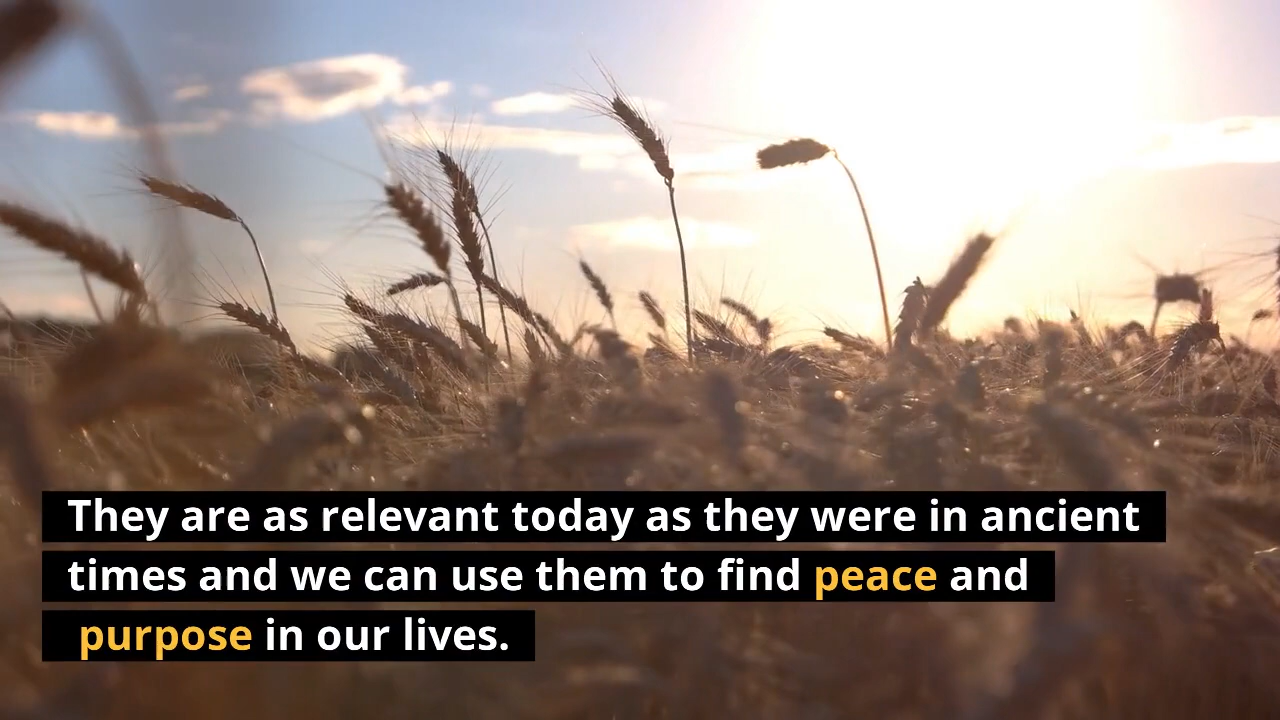 They are as relevant today as they were in ancient
times and we can use them to find peace and
purpose in our lives.